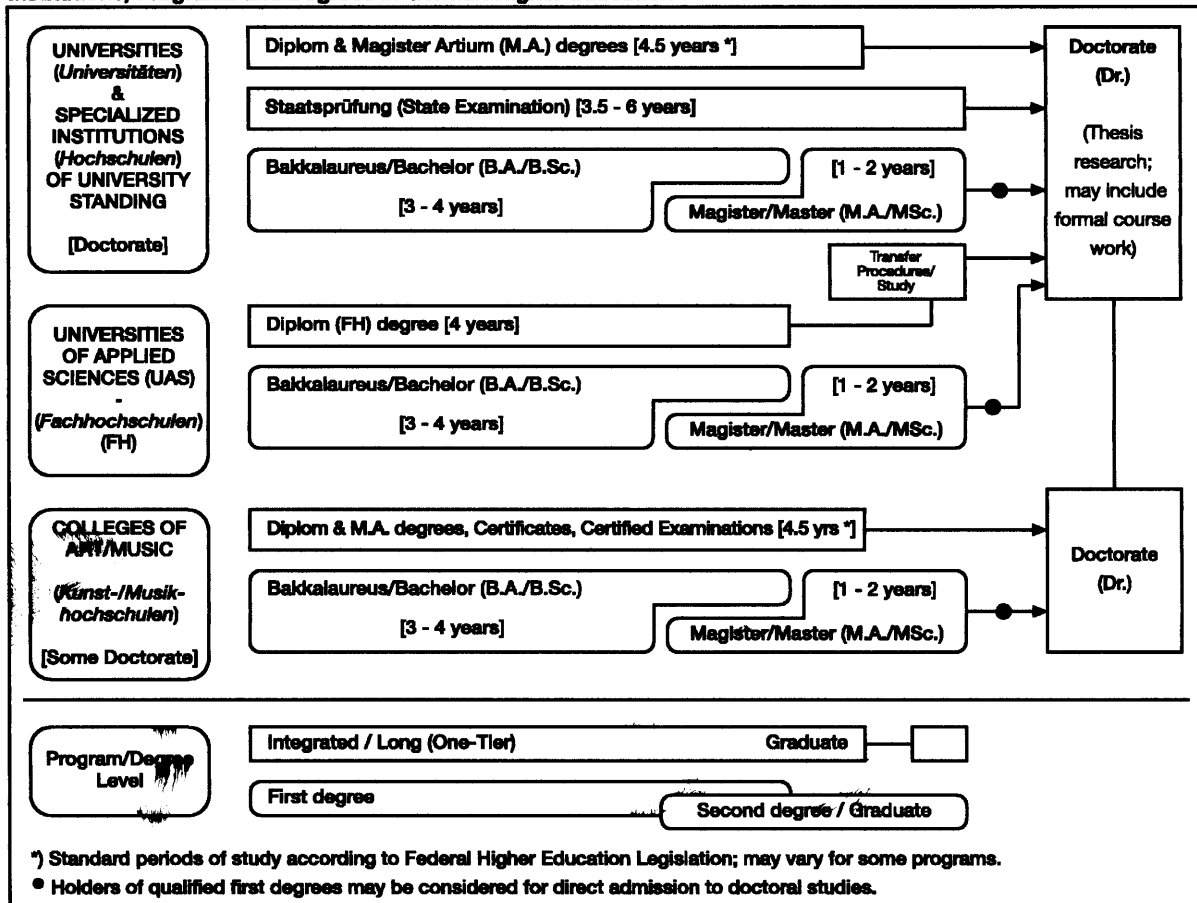 UNIVERSITIES
(Universitäten)
&
SPECIALIZED
INSTITUTIONS
(Hochschulen)
OF UNIVERSITY
STANDING
[Doctorate]
Diplom & Magister Artium (M.A.) degrees [4.5 years *]
Staatsprüfung (State Examination) [3.5 - 6 years]
Bakkalaureus/Bachelor (B.A./B.Sc.)
[3 - 4 years]
[1 - 2 years]
Magister/Master (M.A./MSc.)
Transfer
Procedures/
Study
Doctorate
(Dr.)
(Thesis
research;
may include
formal course
work)
UNIVERSITIES
OF APPLIED
SCIENCES (UAS)
-
(Fachhochschulen)
(FH)
Diplom (FH) degree [4 years]
Bakkalaureus/Bachelor (B.A./B.Sc.)
[3 - 4 years]
[1 - 2 years]
Magister/Master (M.A./MSc.)
COLLEGES OF
ART/MUSIC
(Kunst-/Musik-
hochschulen)
[Some Doctorate]
Diplom & M.A. degrees, Certificates, Certified Examinations [4.5 yrs *]
Bakkalaureus/Bachelor (B.A./B.Sc.)
[3 - 4 years]
[1 - 2 years]
Magister/Master (M.A./MSc.)
Doctorate
(Dr.)
Program/Degree
Level
Integrated / Long (One-Tier)
Graduate
First degree
Second degree / Graduate
*) Standard periods of study according to Federal Higher Education Legislation; may vary for some programs.
● Holders of qualified first degrees may be considered for direct admission to doctoral studies.